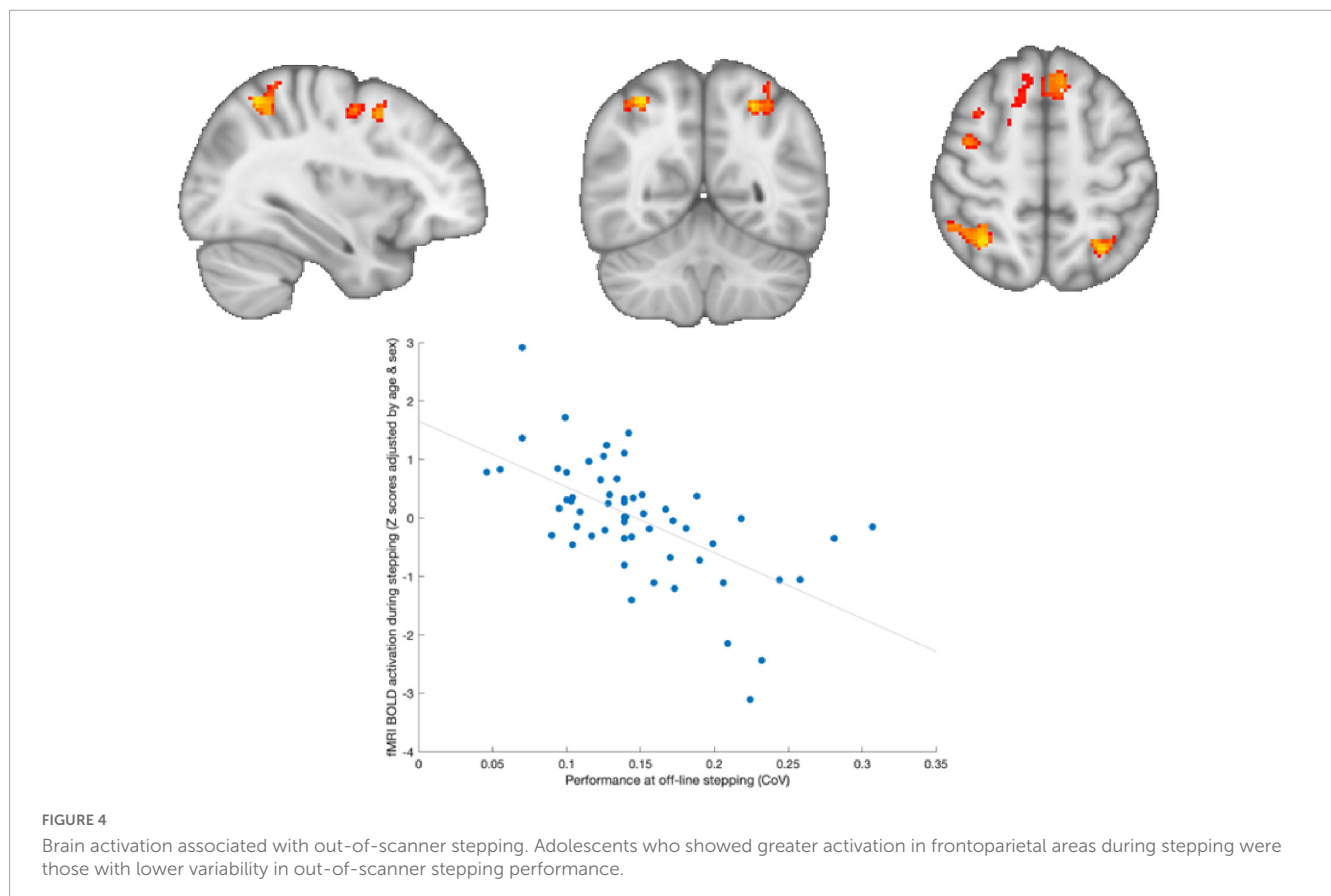 fMRI BOLD activation during stepping (Z scores adjusted by age & sex)
3
2
1
0
-1
-2
-3
-4
0 0.05 0.1 0.15 0.2 0.25 0.3 0.35
Performance at off-line stepping (CoV)
FIGURE 4
Brain activation associated with out-of-scanner stepping. Adolescents who showed greater activation in frontoparietal areas during stepping were
those with lower variability in out-of-scanner stepping performance.